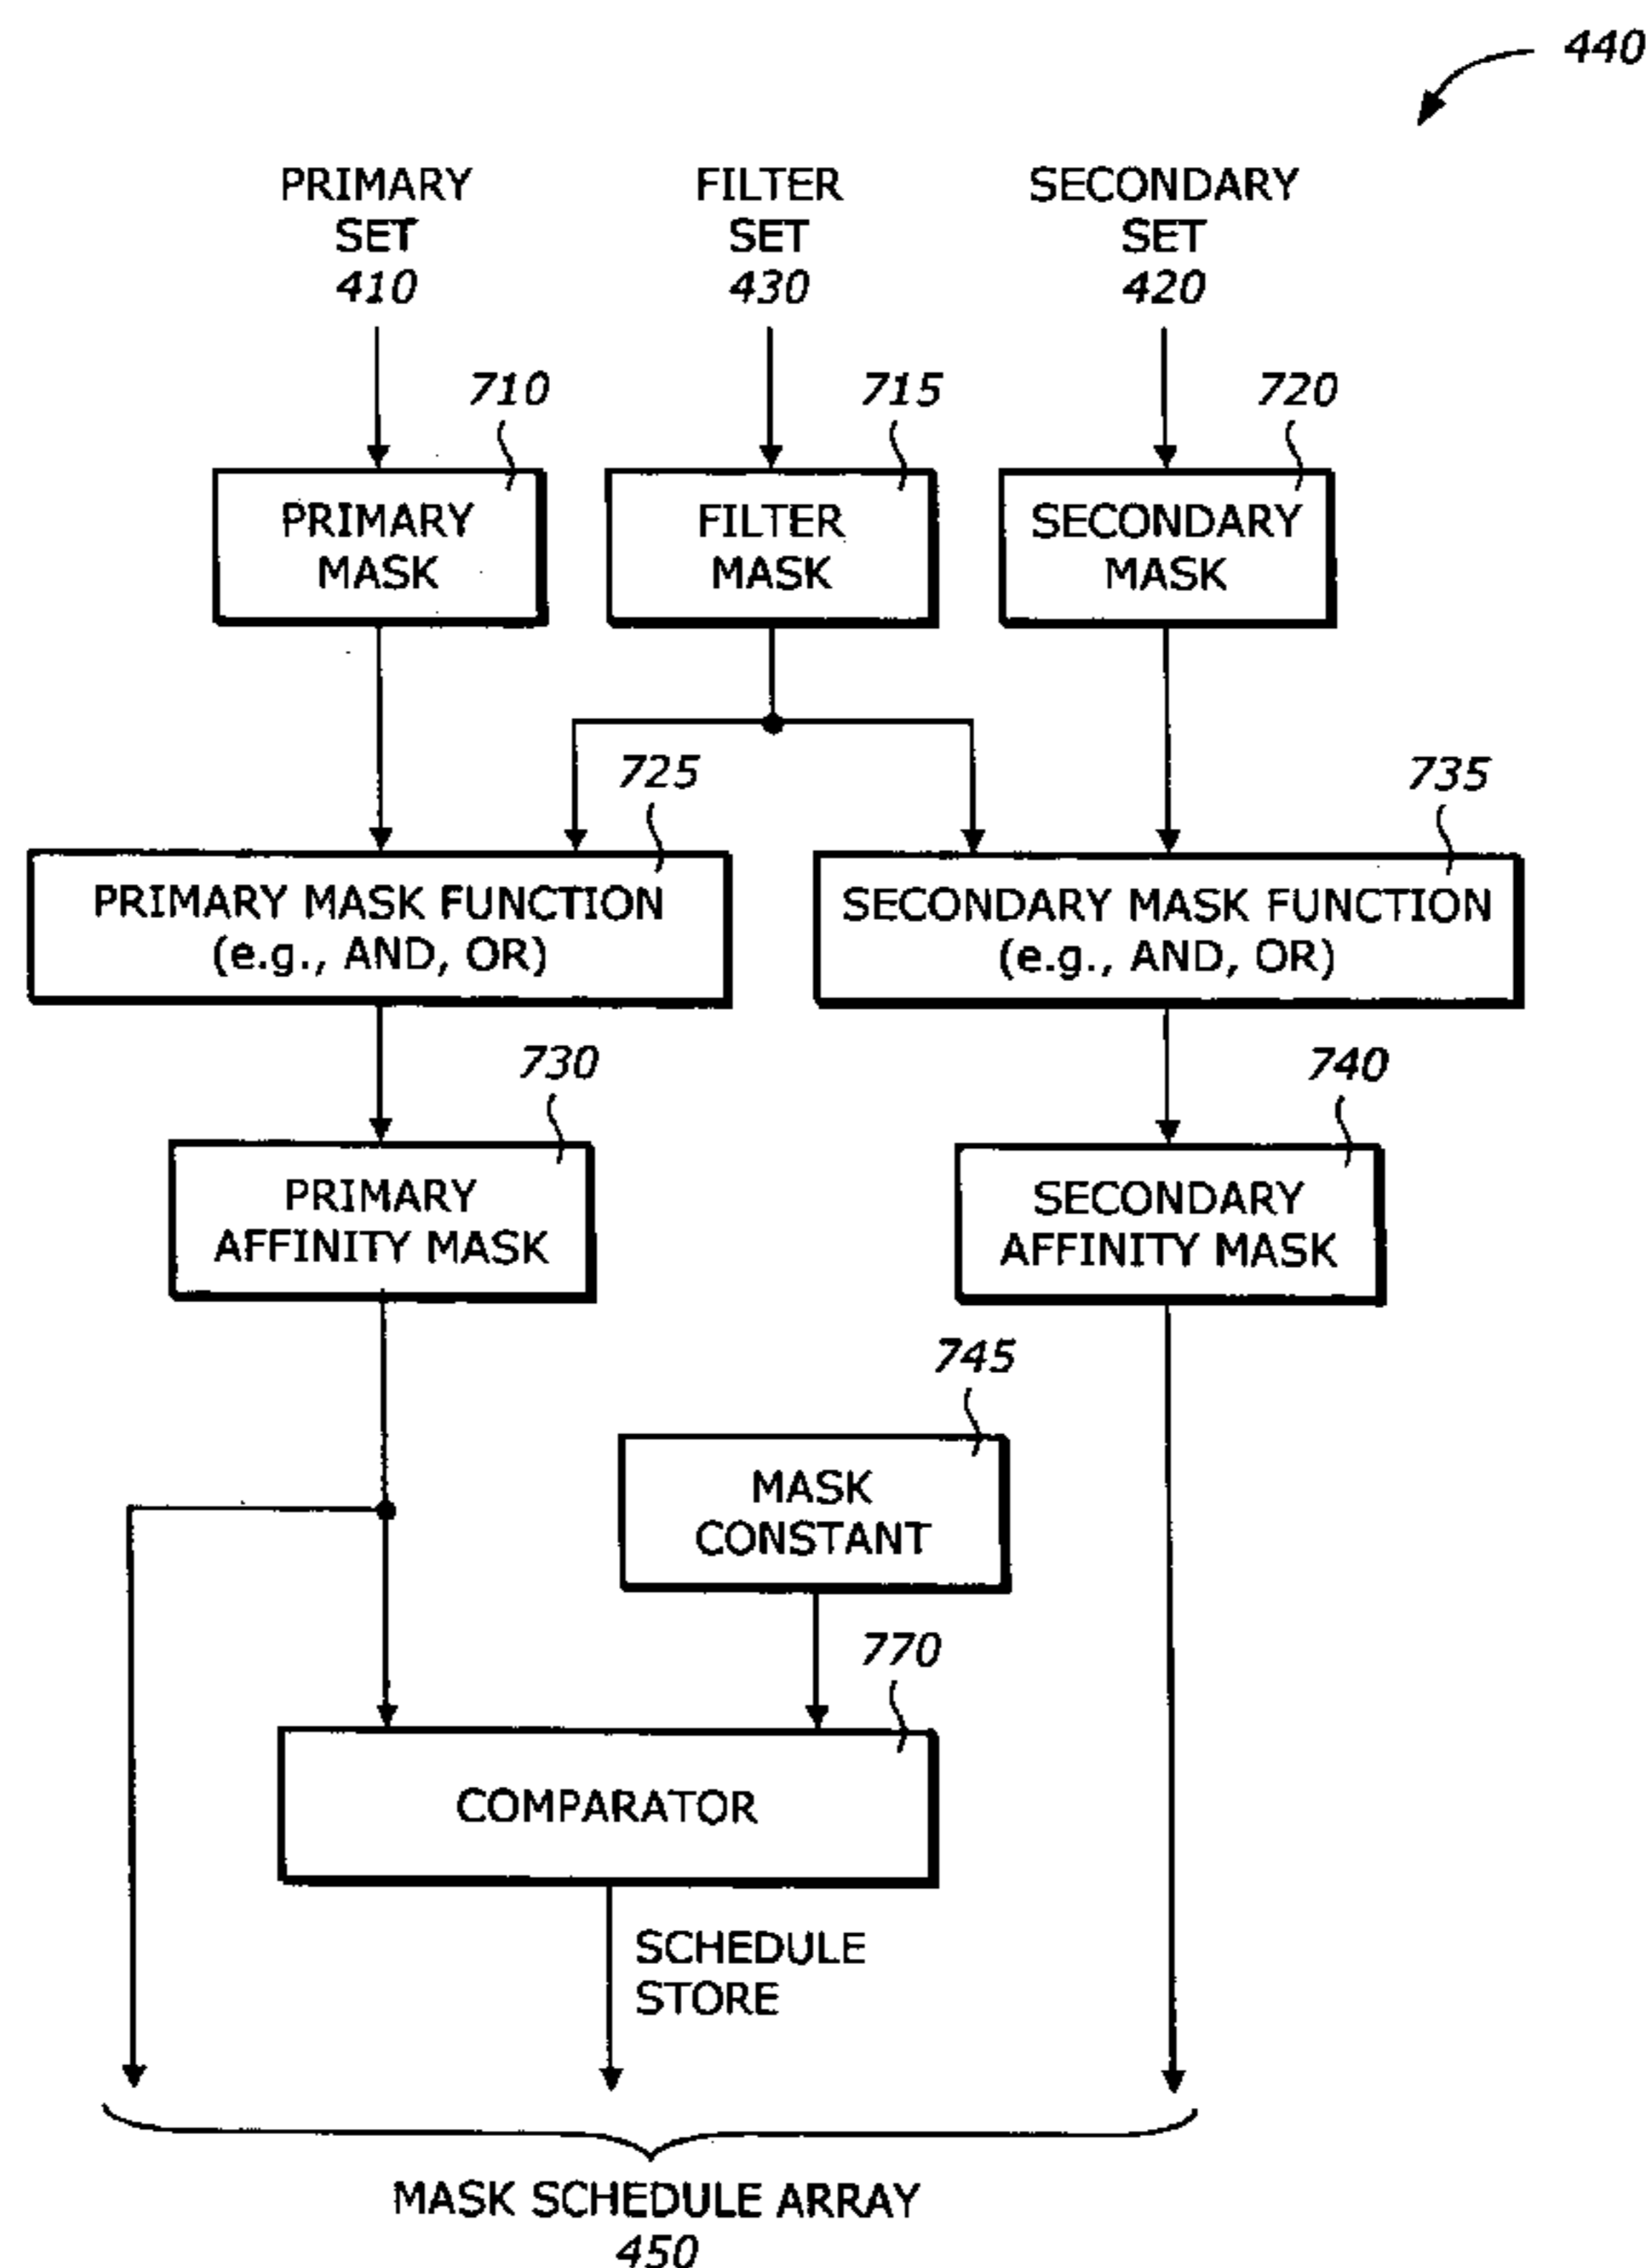 440
PRIMARY
SET
410
FILTER
SET
430
SECONDARY
SET
420
710
715
720
PRIMARY
MASK
FILTER
MASK
SECONDARY
MASK
725
735
PRIMARY MASK FUNCTION
(e.g., AND, OR)
SECONDARY MASK FUNCTION
(e.g., AND, OR)
730
740
PRIMARY
AFFINITY MASK
SECONDARY
AFFINITY MASK
745
MASK
CONSTANT
770
COMPARATOR
SCHEDULE
STORE
MASK SCHEDULE ARRAY
450